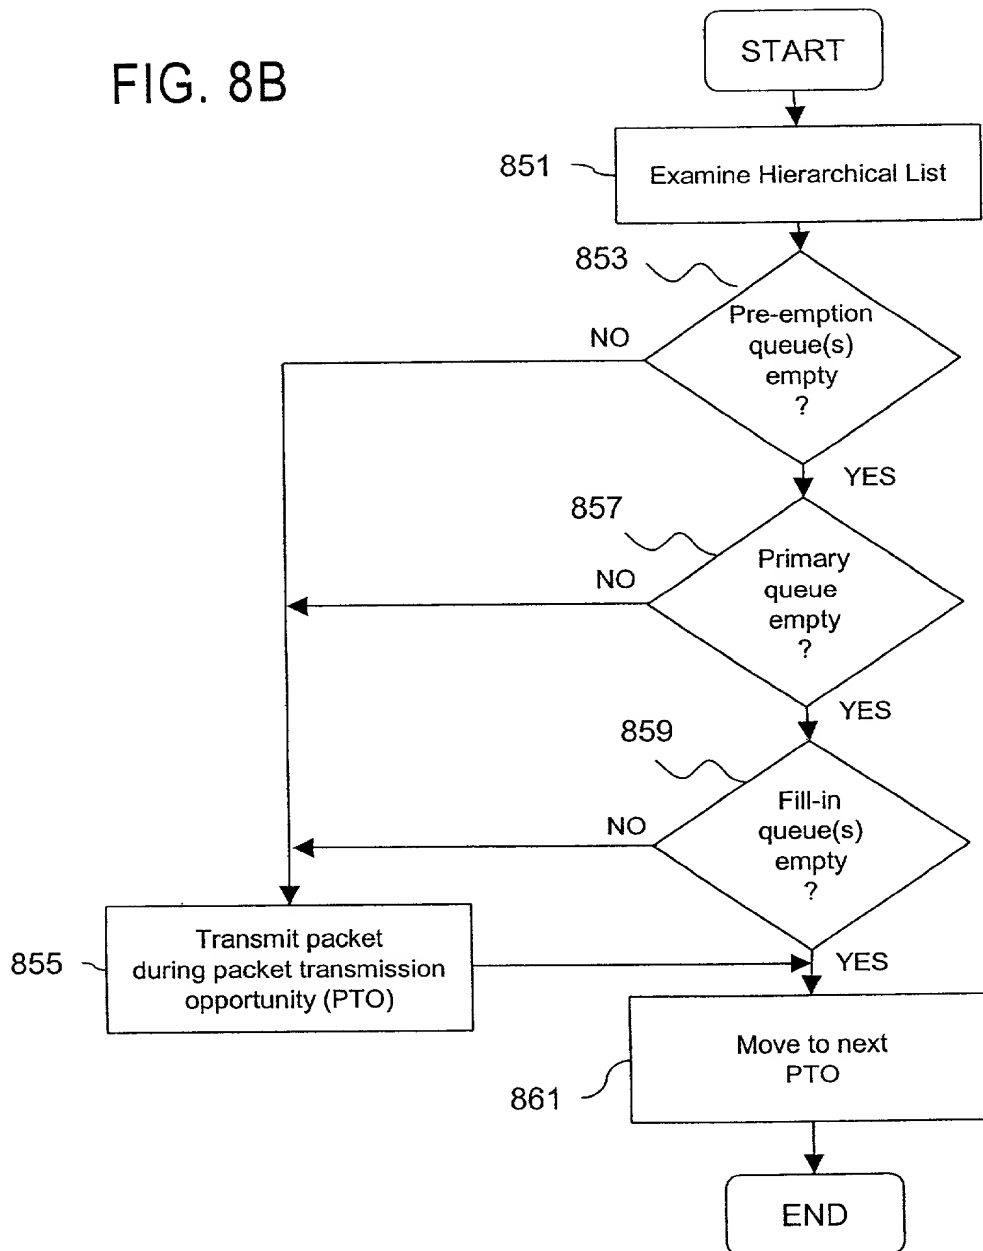 FIG. 8B
START
851
Examine Hierarchical List
853
Pre-emption
queue(s)
empty
?
NO
YES
857
Primary
queue
empty
?
NO
YES
859
Fill-in
queue(s)
empty
?
NO
YES
855
Transmit packet
during packet transmission
opportunity (PTO)
Move to next
PTO
861
END